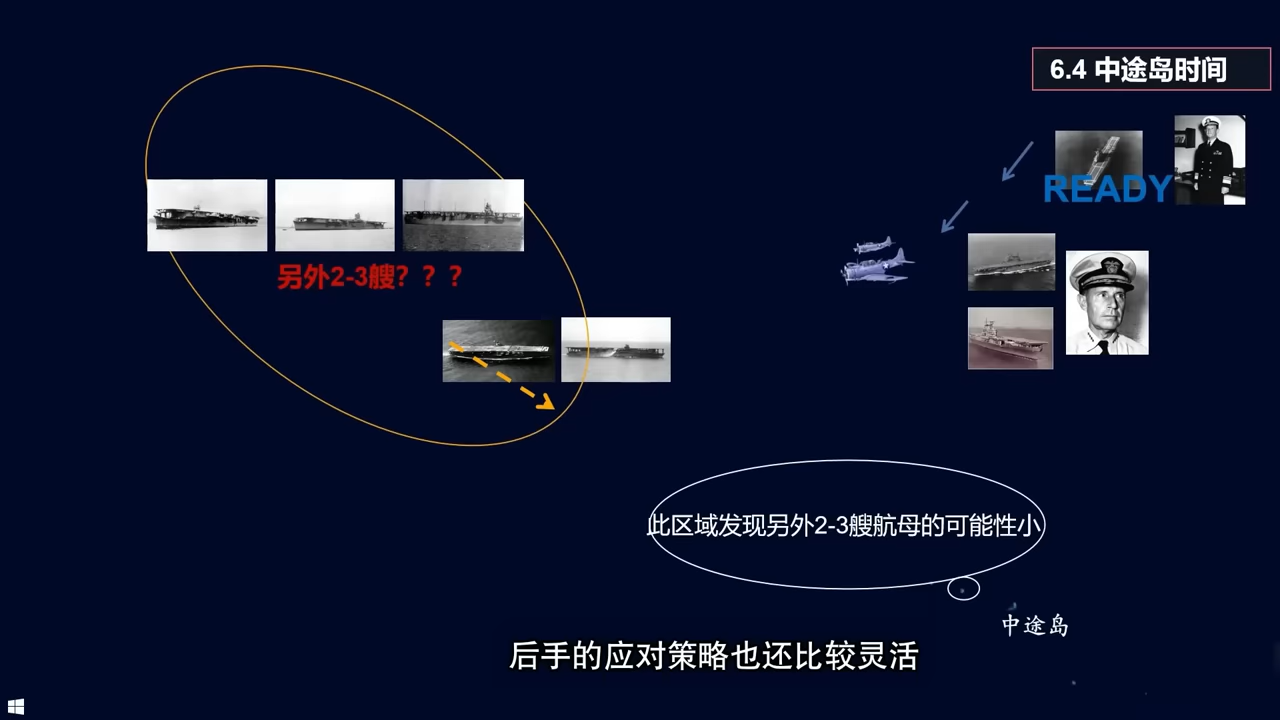 6.4 中途岛时间
READY
另外2-3艘？？？
此区域发现另外2-3艘航母的可能性小
中途岛
后手的应对策略也还比较灵活